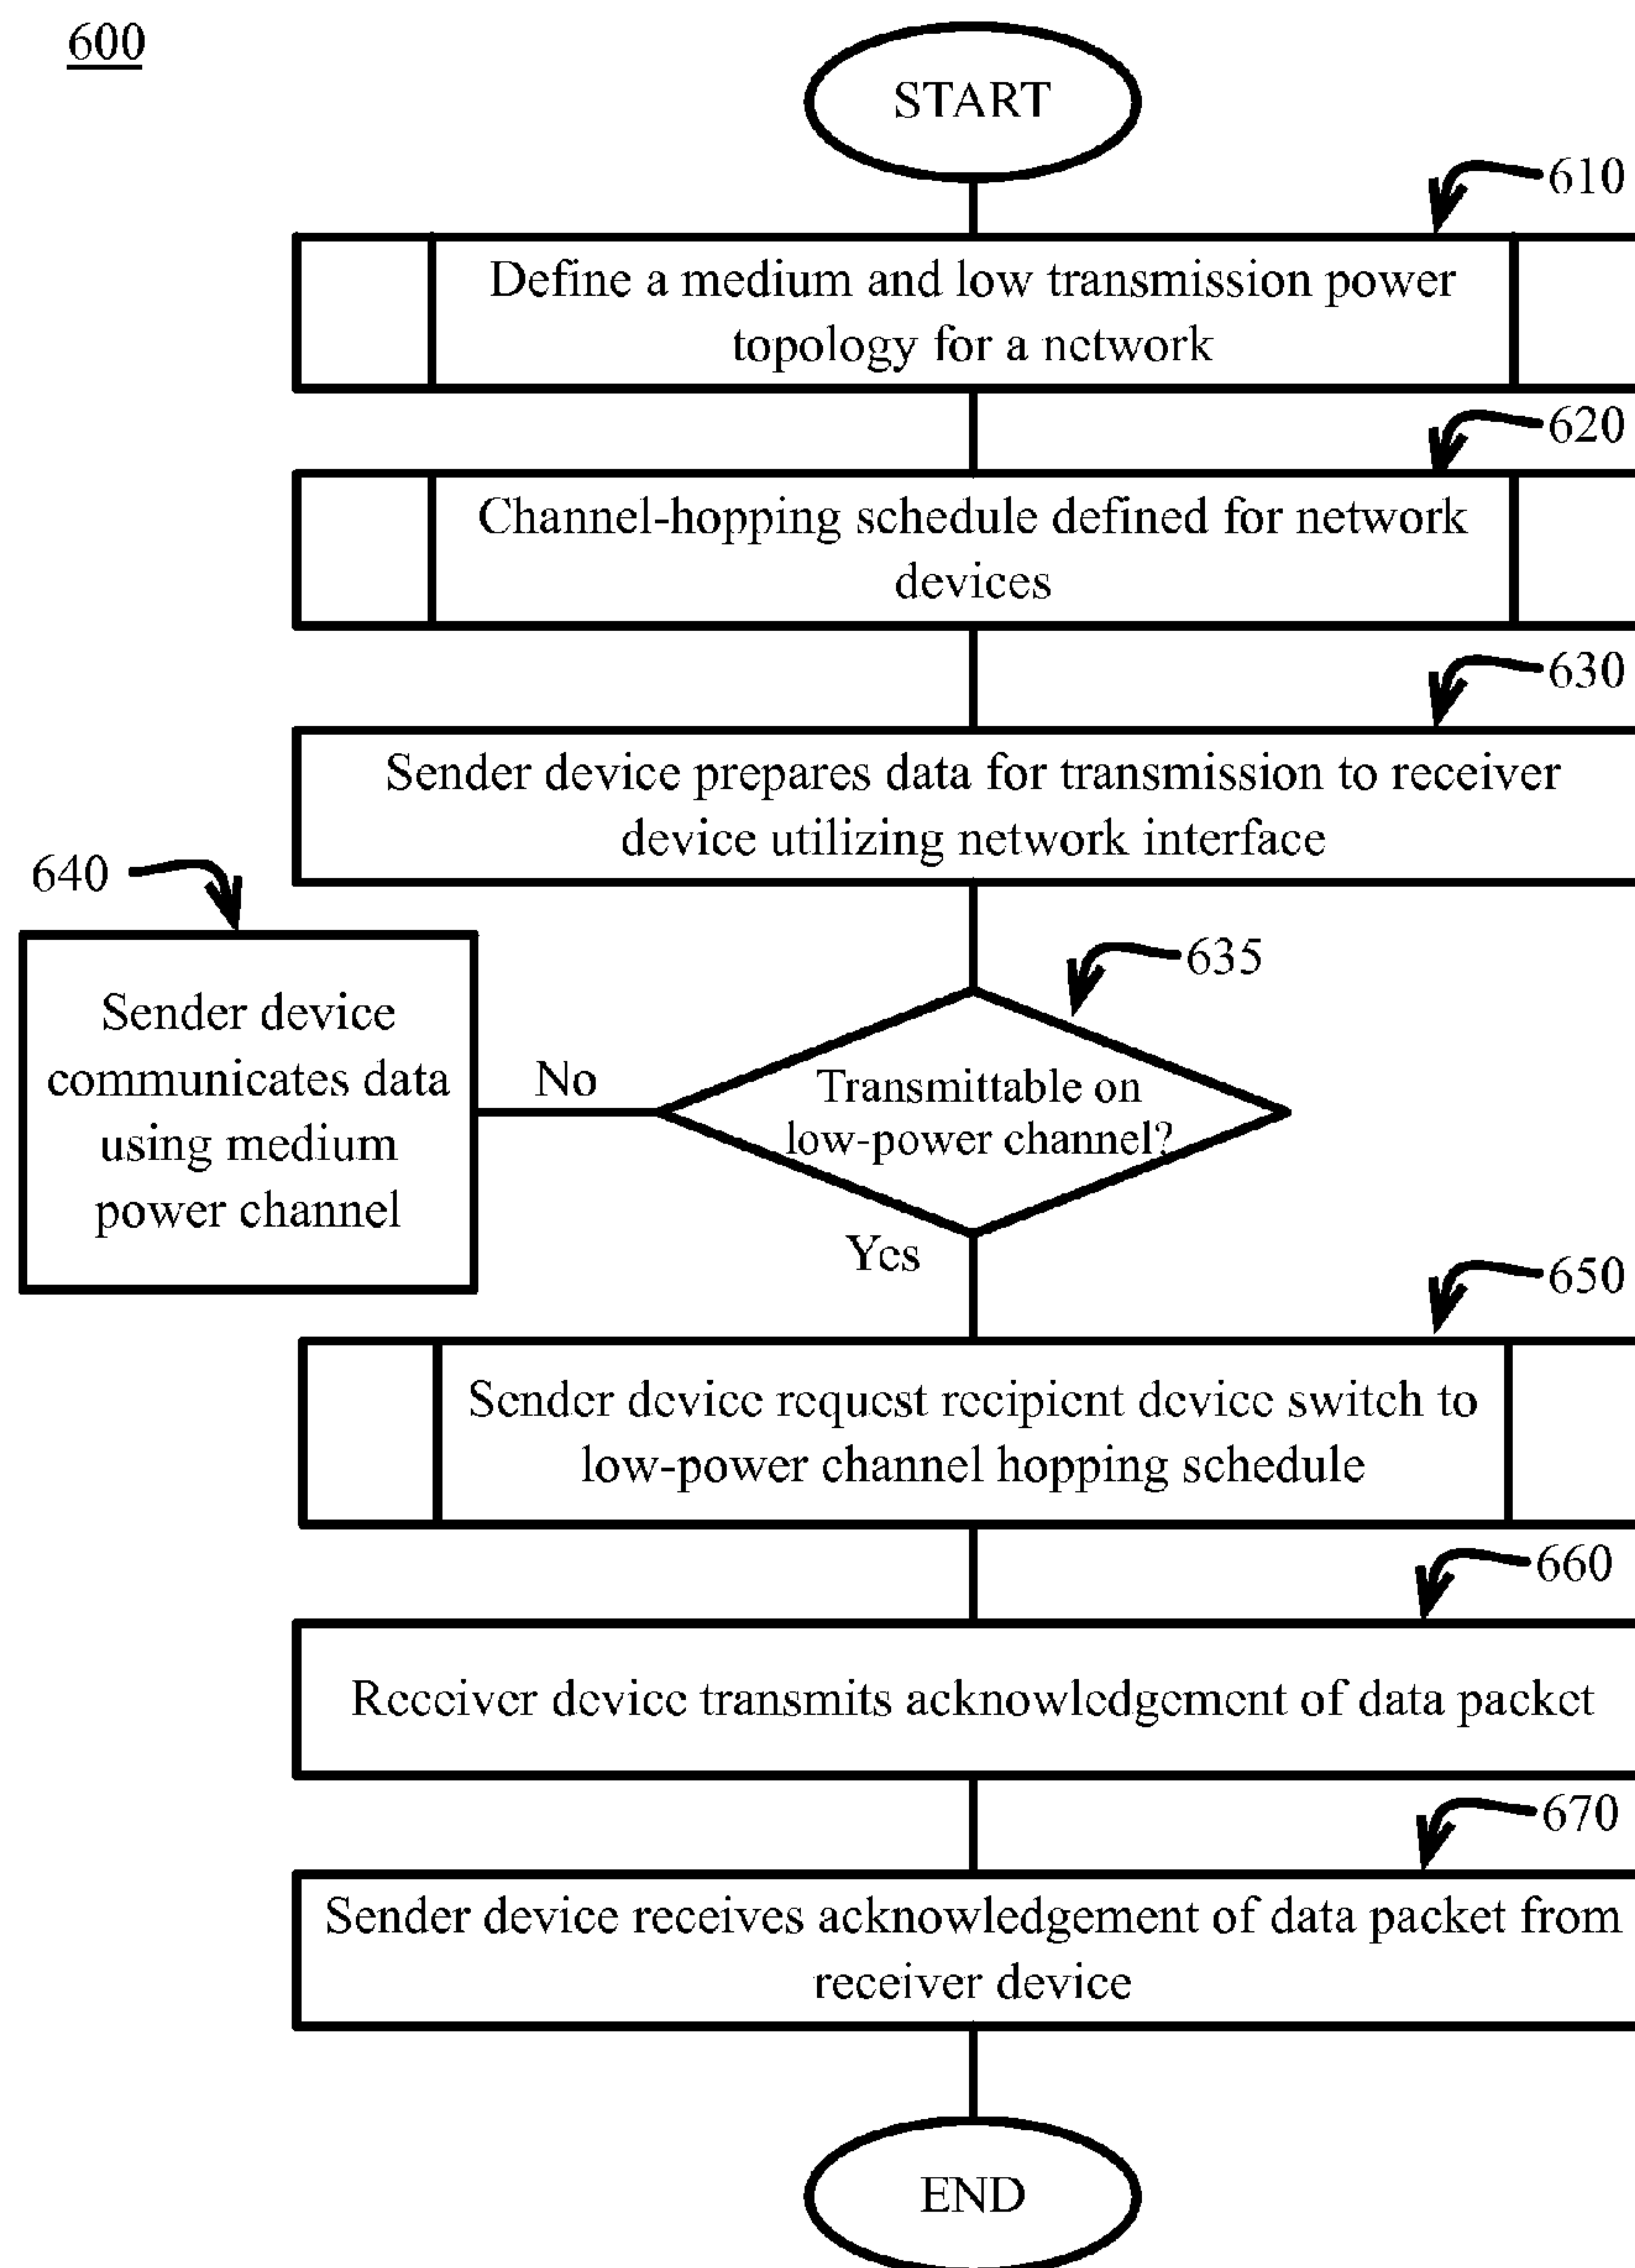 600
START
610
Define a medium and low transmission power
topology for a network
620
Channel-hopping schedule defined for network
devices
630
Sender device prepares data for transmission to receiver
device utilizing network interface
640
Sender device
communicates data
using medium
power channel
No
635
Transmittable on
low-power channel?
Yes
650
Sender device request recipient device switch to
low-power channel hopping schedule
660
Receiver device transmits acknowledgement of data packet
670
Sender device receives acknowledgement of data packet from
receiver device
END